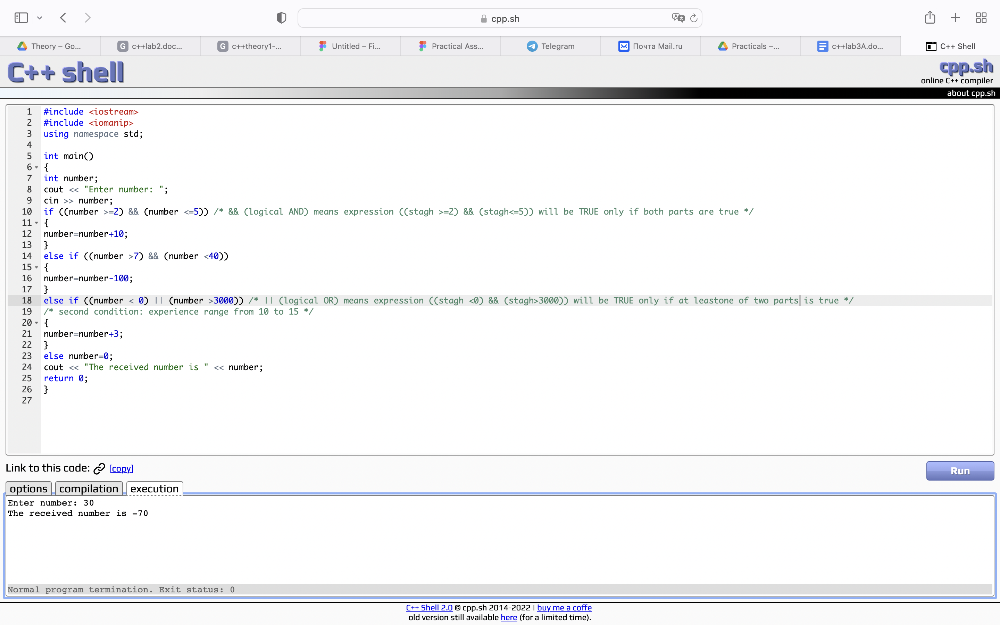 cpp.sh
Theory – Go...
c++lab2.doc...
c++theory1-...
Untitled – Fi...
Practical Ass...
Telegram
Почта Mail.ru
Practicals –...
c++lab3A.do...
C++ Shell
C++ shell
cpp.sh
online C++ compiler
about cpp.sh
1 #include <iostream>
2 #include <iomanip>
3 using namespace std;
4
5 int main()
6 {
7 int number;
8 cout << "Enter number: ";
9 cin >> number;
10 if ((number >=2) && (number <=5)) /* && (logical AND) means expression ((stagh >=2) && (stagh<=5)) will be TRUE only if both parts are true */
11 {
12 number=number+10;
13 }
14 else if ((number >7) && (number <40))
15 {
16 number=number-100;
17 }
18 else if ((number < 0) || (number >3000)) /* || (logical OR) means expression ((stagh <0) && (stagh>3000)) will be TRUE only if at leastone of two parts is true */
19 /* second condition: experience range from 10 to 15 */
20 {
21 number=number+3;
22 }
23 else number=0;
24 cout << "The received number is " << number;
25 return 0;
26 }
27
Link to this code: [copy]
Run
options compilation execution
Enter number: 30
The received number is -70
Normal program termination. Exit status: 0
C++ Shell 2.0 © cpp.sh 2014-2022 | buy me a coffe
old version still available here (for a limited time).